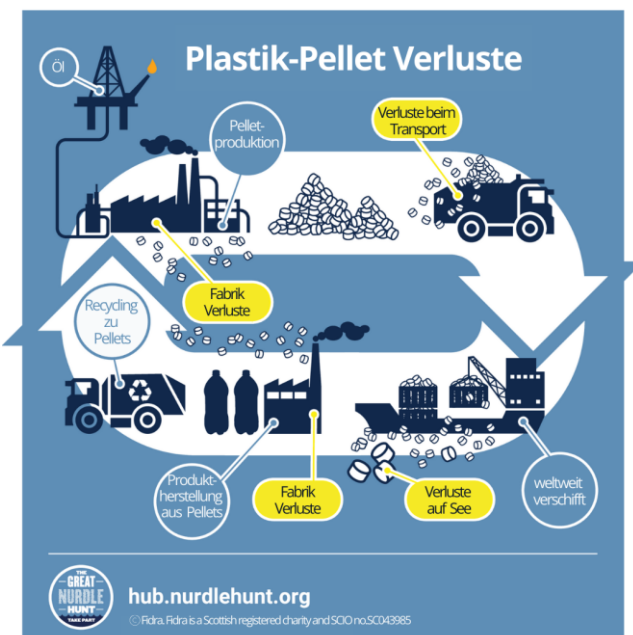 Plastik-Pellet Verluste
Öl
Pellet-
produktion
Verluste beim
Transport
Fabrik
Verluste
Recycling
zu
Pellets
Produkt-
herstellung
aus Pellets
Fabrik
Verluste
Verluste
auf See
weltweit
verschifft
THE
GREAT
NURDLE
HUNT
TAKE PART
hub.nurdlehunt.org
© Fidra. Fidra is a Scottish registered charity and SCIO no.SC043985